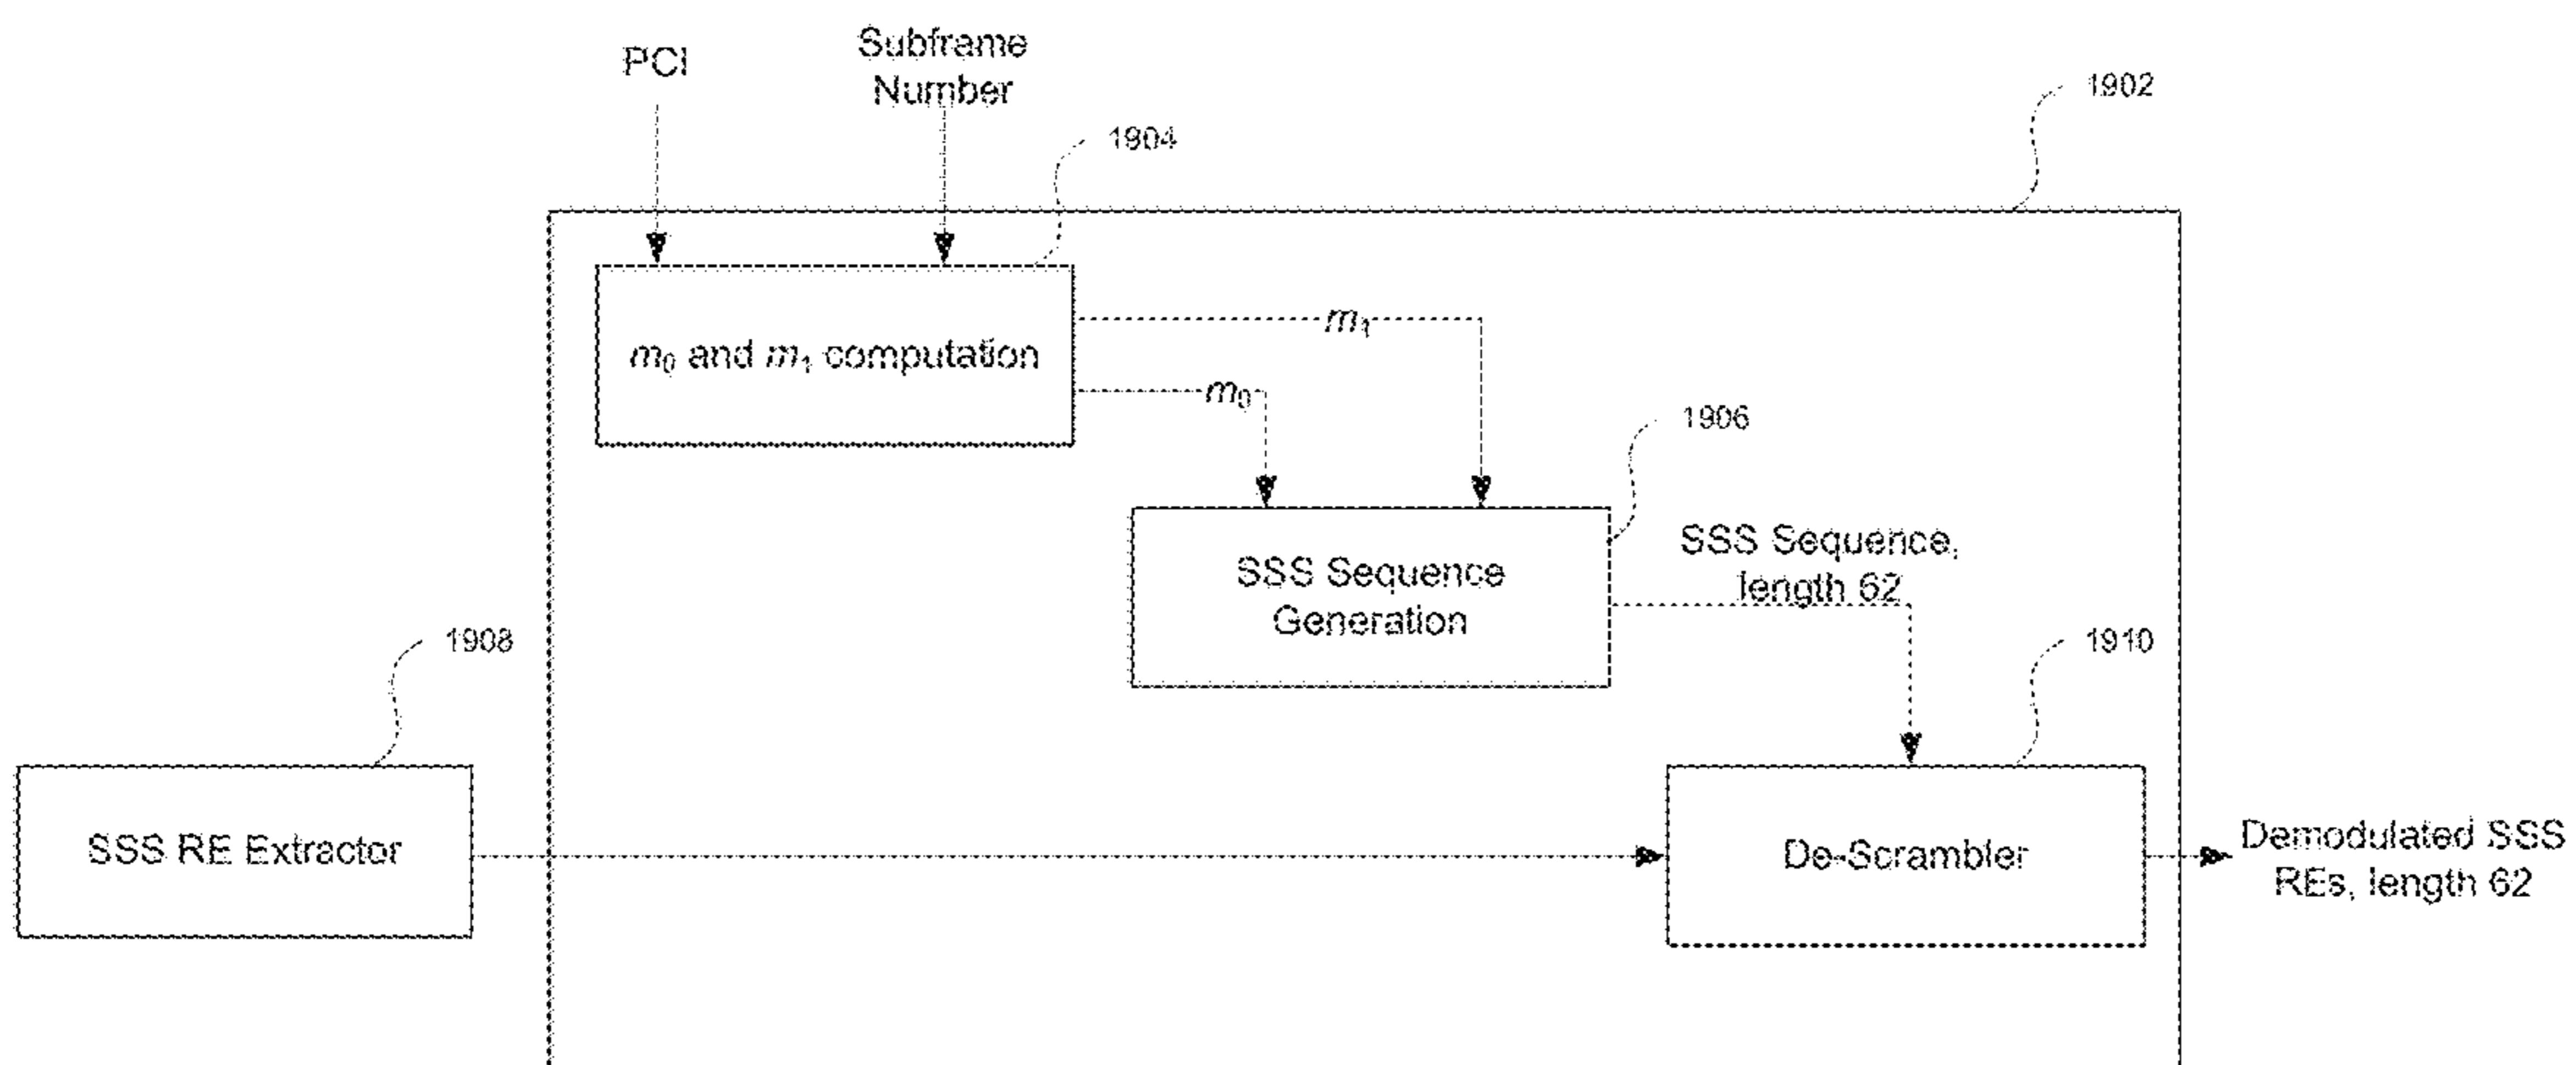 PCI
Subframe
Number
1902
1904
m₀ and m₁ computation
m₁
m₀
1906
SSS Sequence
Generation
SSS Sequence,
length 62
1908
1910
SSS RE Extractor
De-Scrambler
Demodulated SSS
REs, length 62